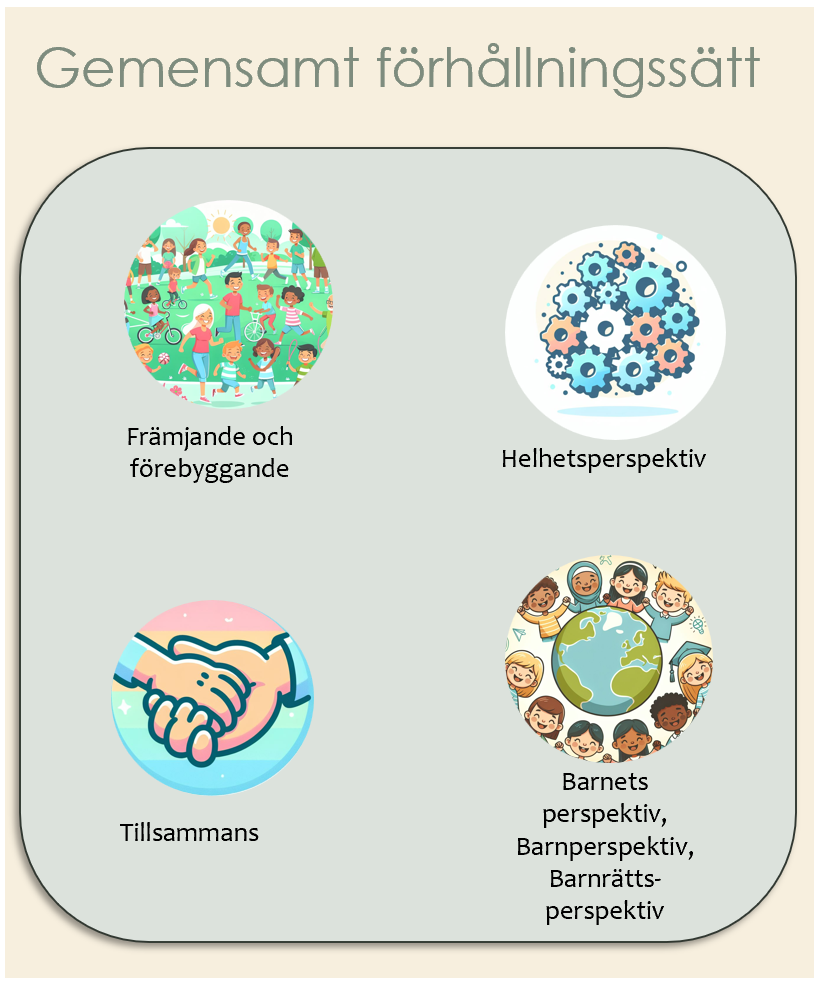 Gemensamt förhållningssätt
Främjande och
förebyggande
Helhetsperspektiv
Tillsammans
Barnets
perspektiv,
Barnperspektiv,
Barnrätts-
perspektiv